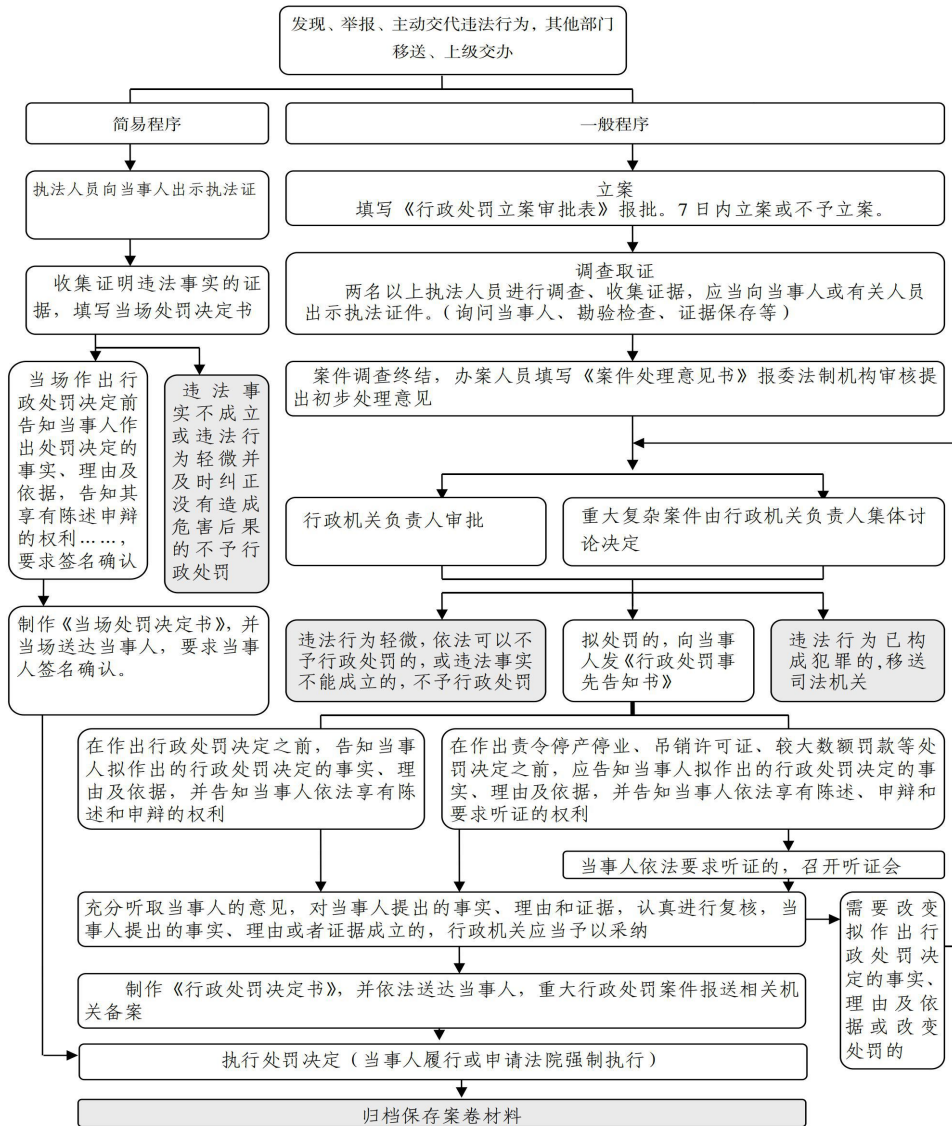 发现、举报、主动交代违法行为，其他部门
移送、上级交办
简易程序
一般程序
执法人员向当事人出示执法证
立案
填写《行政处罚立案审批表》报批。7 日内立案或不予立案。
收集证明违法事实的证
据，填写当场处罚决定书
调查取证
两名以上执法人员进行调查、收集证据，应当向当事人或有关人员
出示执法证件。（询问当事人、勘验检查、证据保存等）
当场作出行
政处罚决定前
告知当事人作
出处罚决定的
事实、理由及
依据，告知其
享有陈述申辩
的权利……，
要求签名确认
违法事
实不成立
或违法行
为轻微并
及时纠正
没有造成
危害后果
的不予行
政处罚
案件调查终结，办案人员填写《案件处理意见书》报委法制机构审核提
出初步处理意见
行政机关负责人审批
重大复杂案件由行政机关负责人集体讨
论决定
制作《当场处罚决定书》，并
当场送达当事人，要求当事
人签名确认。
违法行为轻微，依法可以不
予行政处罚的，或违法事实
不能成立的，不予行政处罚
拟处罚的，向当事
人发《行政处罚事
先告知书》
违法行为已构
成犯罪的，移送
司法机关
在作出行政处罚决定之前，告知当事
人拟作出的行政处罚决定的事实、理
由及依据，并告知当事人依法享有陈
述和申辩的权利
在作出责令停产停业、吊销许可证、较大数额罚款等处
罚决定之前，应告知当事人拟作出的行政处罚决定的事
实、理由及依据，并告知当事人依法享有陈述、申辩和
要求听证的权利
当事人依法要求听证的，召开听证会
充分听取当事人的意见，对当事人提出的事实、理由和证据，认真进行复核，当
事人提出的事实、理由或者证据成立的，行政机关应当予以采纳
需要改变
拟作出行
政处罚决
定的事实、
理由及依
据或改变
处罚的
制作《行政处罚决定书》，并依法送达当事人，重大行政处罚案件报送相关机
关备案
执行处罚决定（当事人履行或申请法院强制执行）
归档保存案卷材料